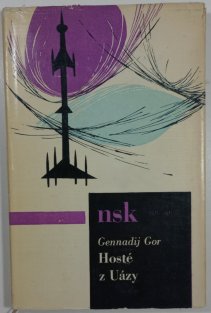 nsk
Gennadij Gor
Hosté
z Uázy